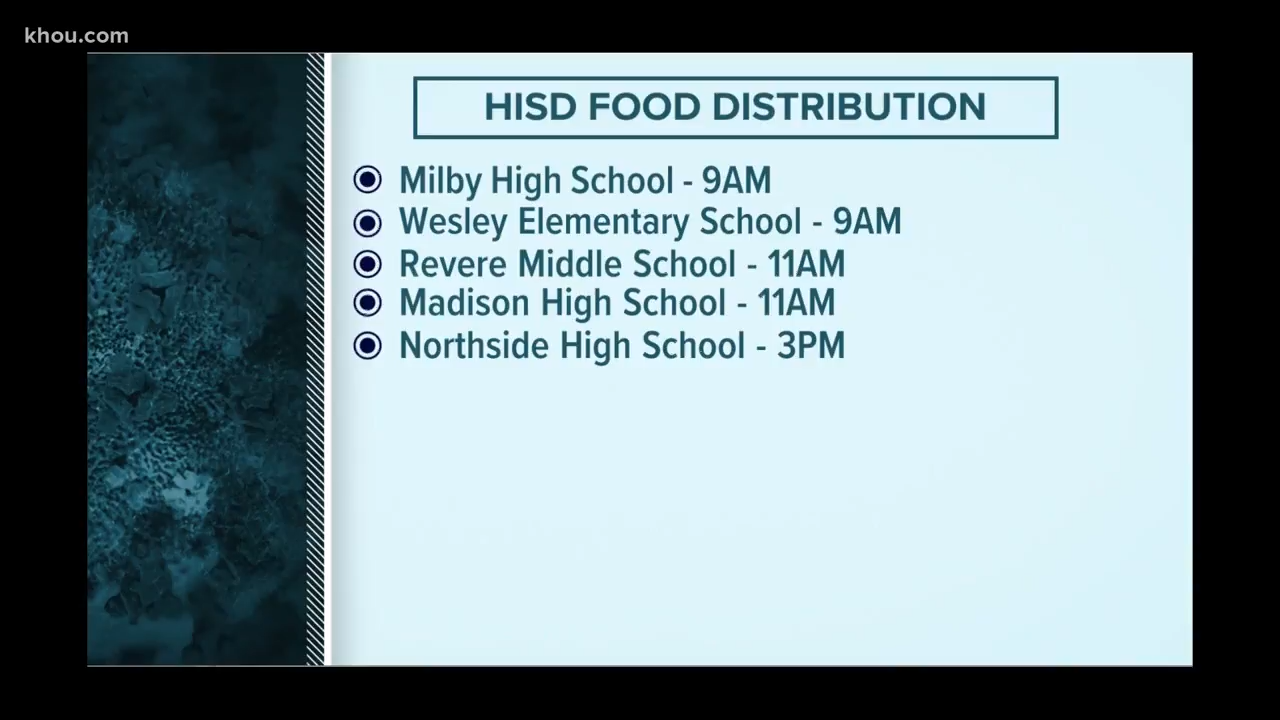 khou.com
HISD FOOD DISTRIBUTION
Milby High School - 9AM
Wesley Elementary School - 9AM
Revere Middle School - 11AM
Madison High School - 11AM
Northside High School - 3PM